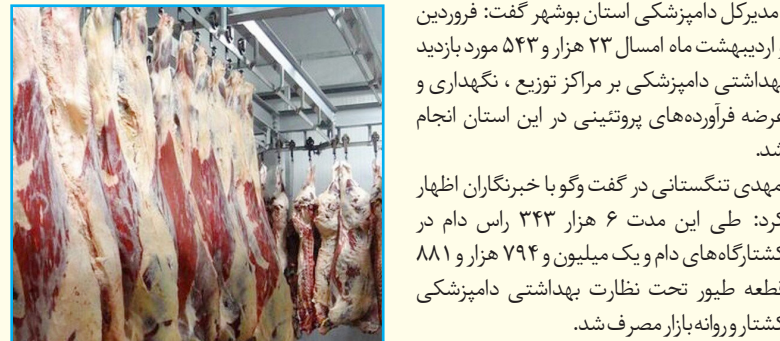 مدیرکل دامپزشکی استان بوشهر گفت: فروردین
و اردیبهشت ماه امسال ۲۳ هزار و ۵۴۳ مورد بازدید
بهداشتی دامپزشکی بر مراکز توزیع ، نگهداری و
عرضه فرآورده‌های پروتئینی در این استان انجام
شد.
مهدی تنگستانی در گفت وگو با خبرنگاران اظهار
کرد: طی این مدت ۶ هزار ۳۴۳ راس دام در
کشتارگاه‌های دام و یک میلیون و ۷۹۴ هزار و ۸۸۱
قطعه طیور تحت نظارت بهداشتی دامپزشکی
کشتار و روانه بازار مصرف شد.